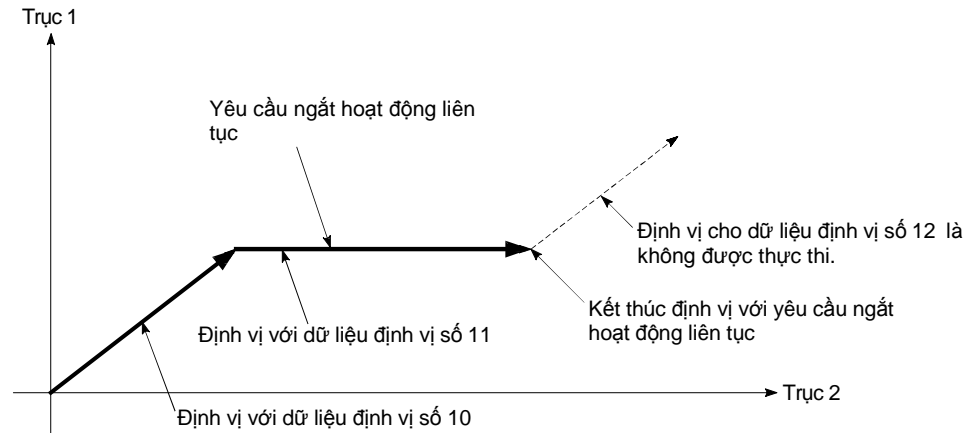 Trục 1
Yêu cầu ngắt hoạt động liên
tục
Định vị cho dữ liệu định vị số 12 là
không được thực thi.
Kết thúc định vị với yêu cầu ngắt
hoạt động liên tục
Định vị với dữ liệu định vị số 11
Trục 2
Định vị với dữ liệu định vị số 10